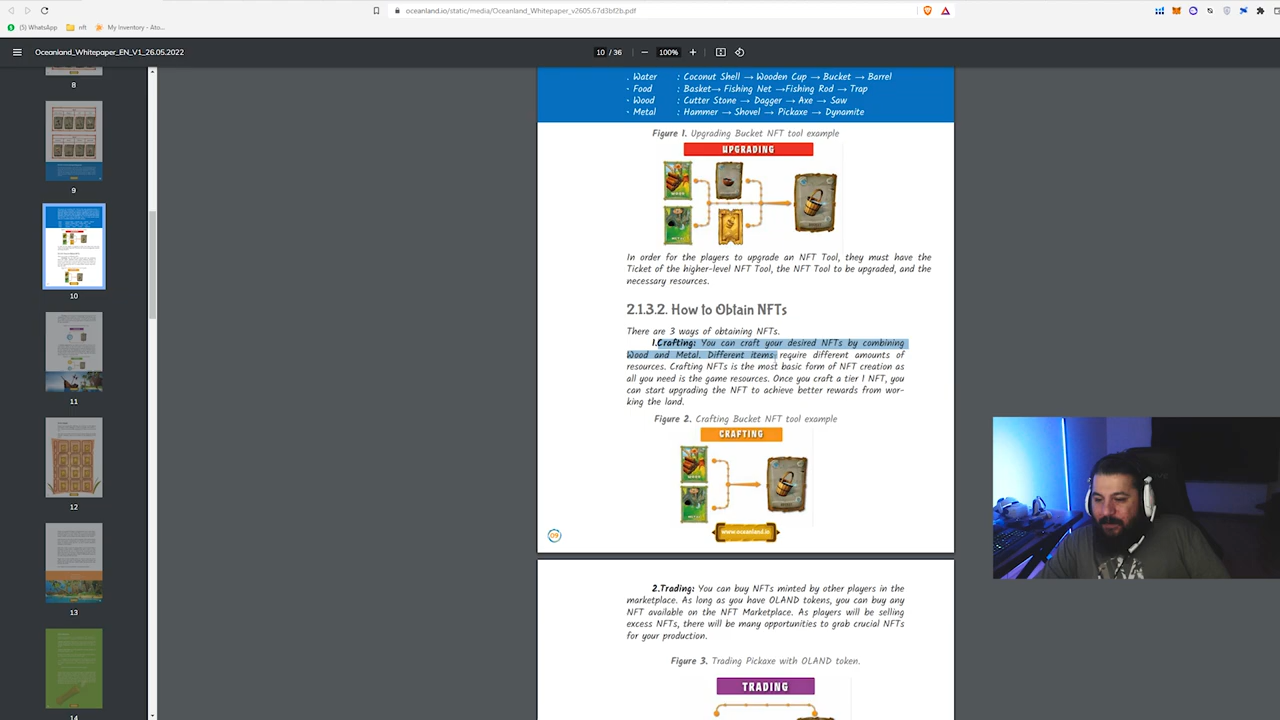 oceanland.io/static/media/Oceanland_Whitepaper_v2605.67d3bf2b.pdf
(5) WhatsApp
nft
My Inventory - Ato...
Oceanland_Whitepaper_EN_V1_26.05.2022
10 / 36
100%
8
9
10
11
12
13
14
. Water : Coconut Shell → Wooden Cup → Bucket → Barrel
• Food : Basket→ Fishing Net →Fishing Rod → Trap
• Wood : Cutter Stone → Dagger → Axe → Saw
• Metal : Hammer → Shovel → Pickaxe → Dynamite
Figure 1. Upgrading Bucket NFT tool example
UPGRADING
WOOD
METAL
In order for the players to upgrade an NFT Tool, they must have the
Ticket of the higher-level NFT Tool, the NFT Tool to be upgraded, and the
necessary resources.
2.1.3.2. How to Obtain NFTs
There are 3 ways of obtaining NFTs.
1.Crafting: You can craft your desired NFTs by combining
Wood and Metal. Different items require different amounts of
resources. Crafting NFTs is the most basic form of NFT creation as
all you need is the game resources. Once you craft a tier 1 NFT, you
can start upgrading the NFT to achieve better rewards from wor-
king the land.
Figure 2. Crafting Bucket NFT tool example
CRAFTING
WOOD
METAL
09
www.oceanland.io
2.Trading: You can buy NFTs minted by other players in the
marketplace. As long as you have OLAND tokens, you can buy any
NFT available on the NFT Marketplace. As players will be selling
excess NFTs, there will be many opportunities to grab crucial NFTs
for your production.
Figure 3. Trading Pickaxe with OLAND token.
TRADING